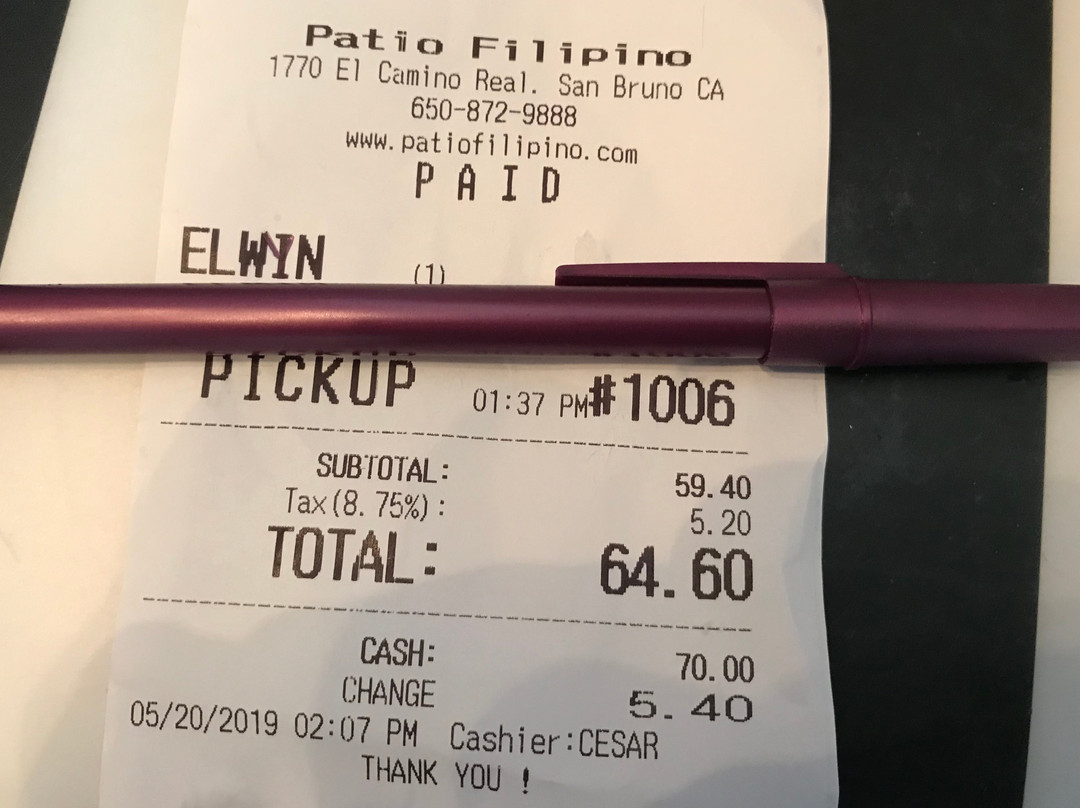 Patio Filipino
1770 El Camino Real. San Bruno CA
650-872-9888
www.patiofilipino.com
PAID
ELWYN (1)
PICKUP 01:37 PM #1006
SUBTOTAL: 59.40
Tax(8.75%): 5.20
TOTAL: 64.60
CASH: 70.00
CHANGE 5.40
05/20/2019 02:07 PM Cashier:CESAR
THANK YOU !